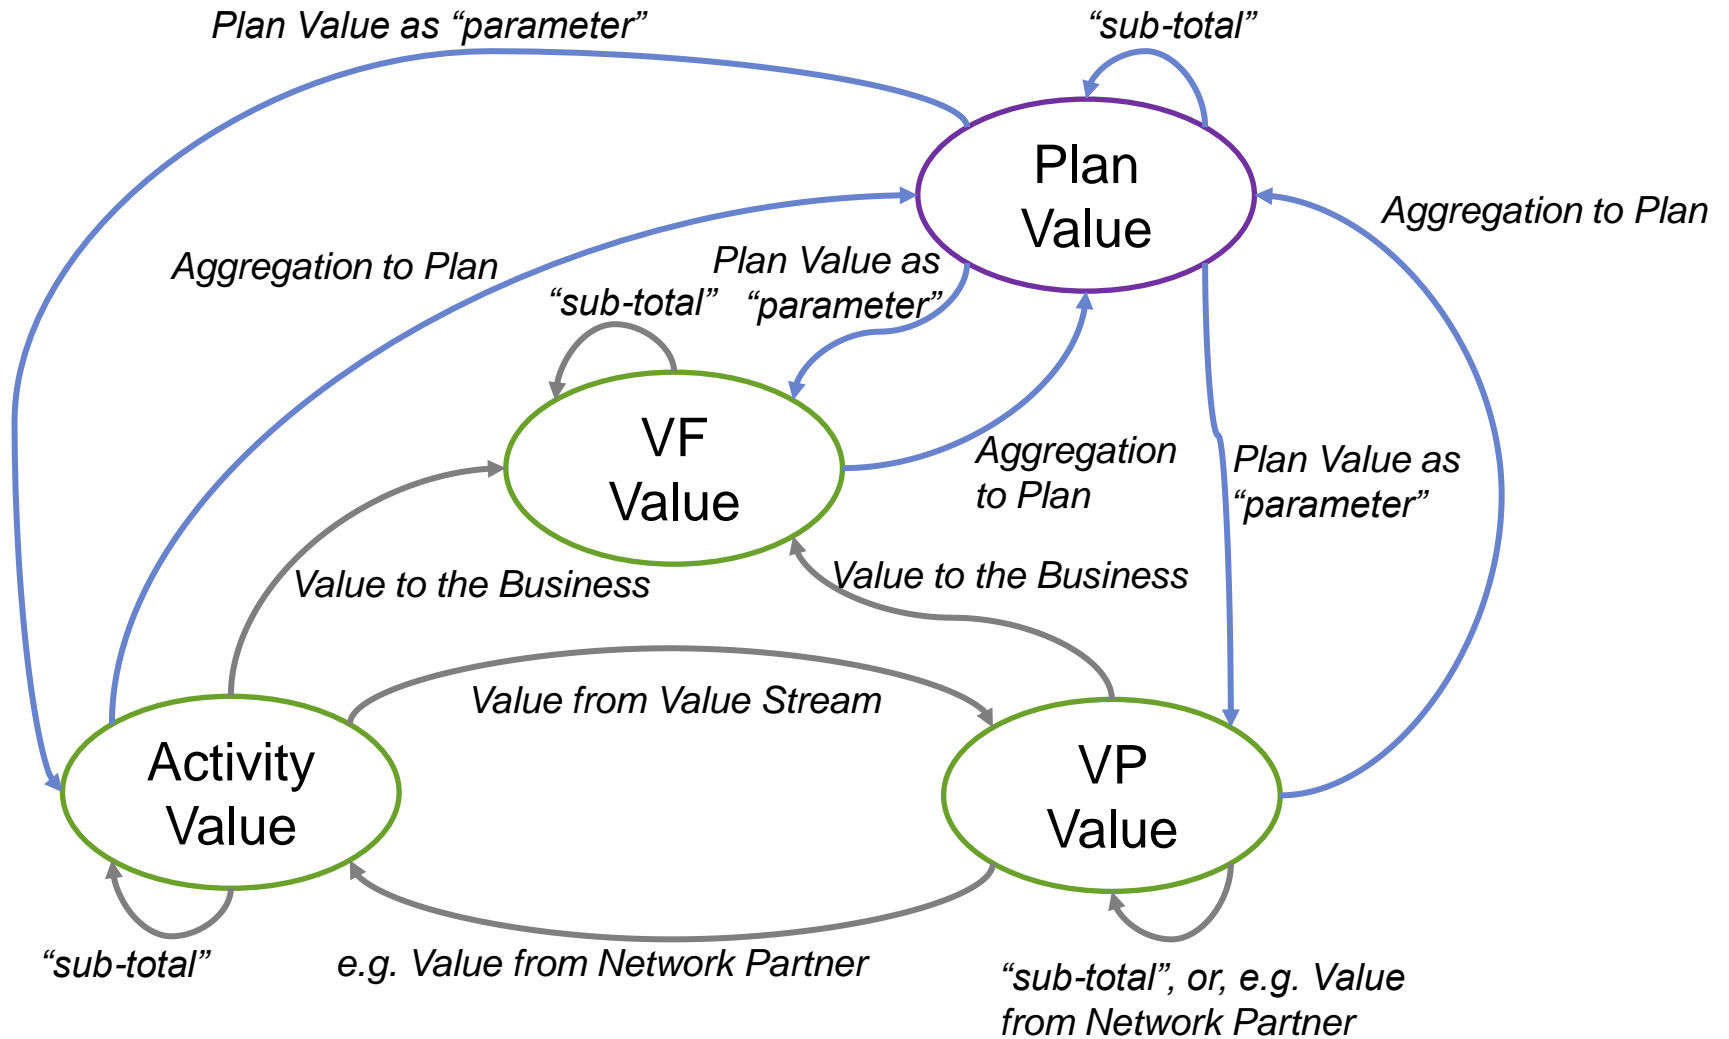 Plan Value as “parameter”
“sub-total”
Plan
Value
Aggregation to Plan
Aggregation to Plan
Plan Value as
“parameter”
“sub-total”
VF
Value
Aggregation
to Plan
Plan Value as
“parameter”
Value to the Business
Value to the Business
Value from Value Stream
Activity
Value
VP
Value
“sub-total”
e.g. Value from Network Partner
“sub-total”, or, e.g. Value
from Network Partner